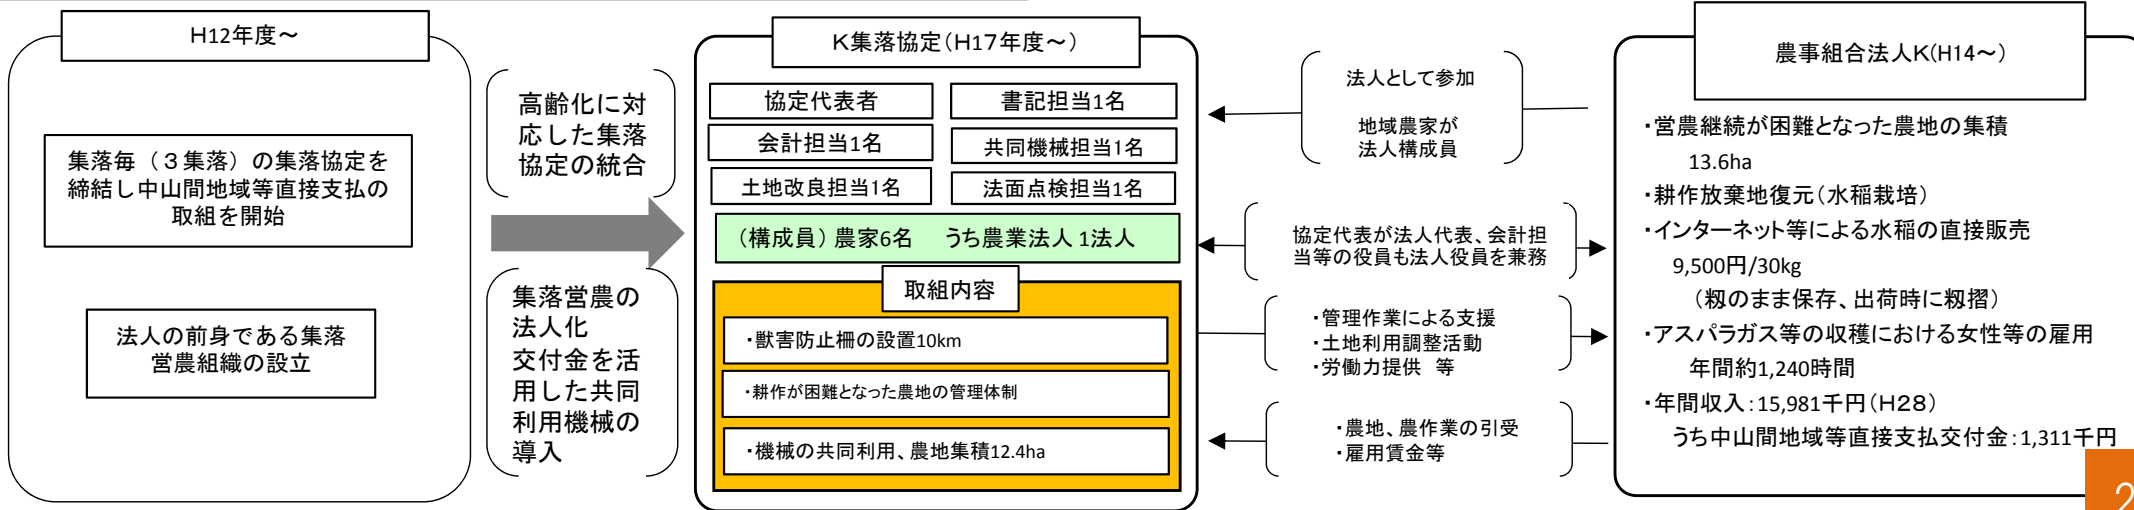 H12年度～
集落毎（３集落）の集落協定を
締結し中山間地域等直接支払の
取組を開始
法人の前身である集落
営農組織の設立
高齢化に対
応した集落
協定の統合
集落営農の
法人化
交付金を活
用した共同
利用機械の
導入
K集落協定（H17年度～）
協定代表者
書記担当1名
会計担当1名
共同機械担当1名
土地改良担当1名
法面点検担当1名
（構成員）農家6名　うち農業法人 1法人
取組内容
・獣害防止柵の設置10km
・耕作が困難となった農地の管理体制
・機械の共同利用、農地集積12.4ha
法人として参加
地域農家が
法人構成員
協定代表が法人代表、会計担
当等の役員も法人役員を兼務
・管理作業による支援
・土地利用調整活動
・労働力提供　等
・農地、農作業の引受
・雇用賃金等
農事組合法人K(H14～)
・営農継続が困難となった農地の集積
13.6ha
・耕作放棄地復元（水稲栽培）
・インターネット等による水稲の直接販売
9,500円/30kg
（籾のまま保存、出荷時に籾摺）
・アスパラガス等の収穫における女性等の雇用
年間約1,240時間
・年間収入：15,981千円（H28）
うち中山間地域等直接支払交付金：1,311千円
2